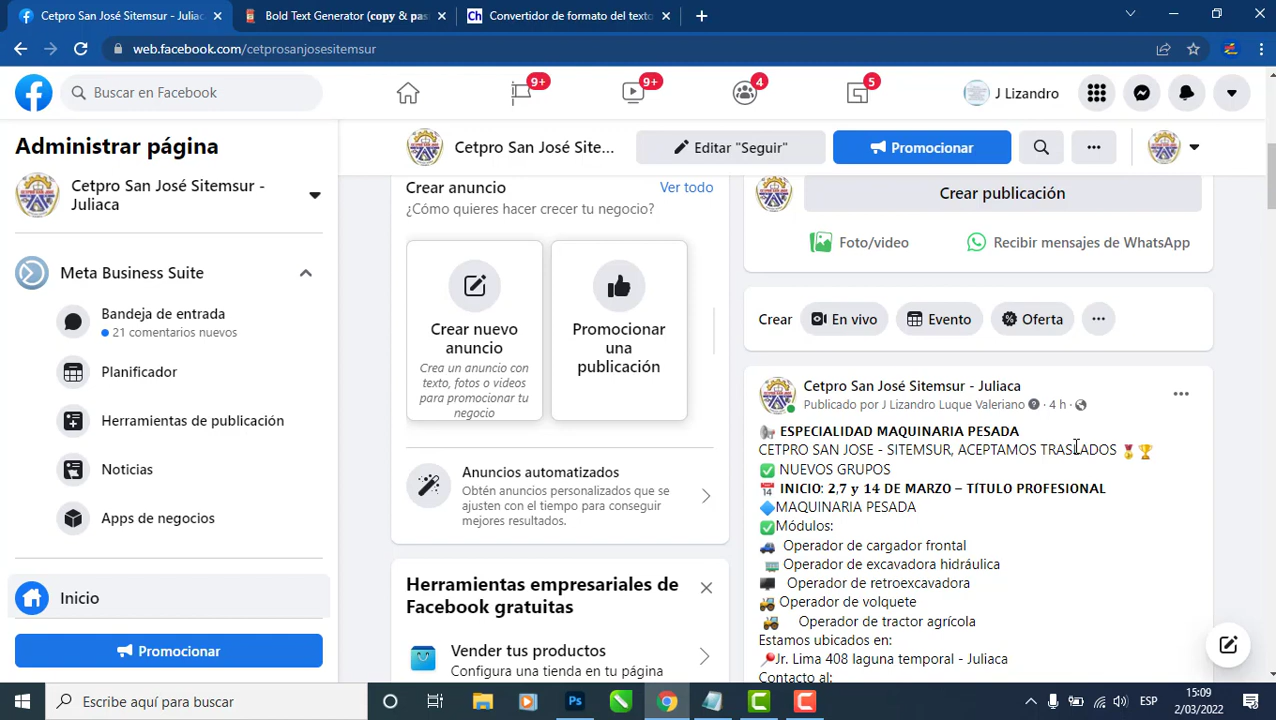 Cetpro San José Sitemsur - Juliac
Bold Text Generator (copy & pas
Convertidor de formato del texto
web.facebook.com/cetprosanjosesitemsur
Buscar en Facebook
9+
9+
4
5
J Lizandro
Administrar página
Cetpro San José Site...
Editar "Seguir"
Promocionar
Cetpro San José Sitemsur -
Juliaca
Meta Business Suite
Bandeja de entrada
21 comentarios nuevos
Planificador
Herramientas de publicación
Noticias
Apps de negocios
Inicio
Promocionar
Crear anuncio
Ver todo
¿Cómo quieres hacer crecer tu negocio?
Crear nuevo
anuncio
Crea un anuncio con
texto, fotos o videos
para promocionar tu
negocio
Promocionar
una
publicación
Anuncios automatizados
Obtén anuncios personalizados que se
ajusten con el tiempo para conseguir
mejores resultados.
Herramientas empresariales de
Facebook gratuitas
Vender tus productos
Configura una tienda en tu página
Crear publicación
Foto/video
Recibir mensajes de WhatsApp
Crear
En vivo
Evento
Oferta
Cetpro San José Sitemsur - Juliaca
Publicado por J Lizandro Luque Valeriano · 4 h ·
ESPECIALIDAD MAQUINARIA PESADA
CETPRO SAN JOSE - SITEMSUR, ACEPTAMOS TRASLADOS
NUEVOS GRUPOS
INICIO: 2,7 y 14 DE MARZO – TÍTULO PROFESIONAL
MAQUINARIA PESADA
Módulos:
Operador de cargador frontal
Operador de excavadora hidráulica
Operador de retroexcavadora
Operador de volquete
Operador de tractor agrícola
Estamos ubicados en:
Jr. Lima 408 laguna temporal - Juliaca
Contacto al:
Escribe aquí para buscar
Ps
ESP
15:09
2/03/2022